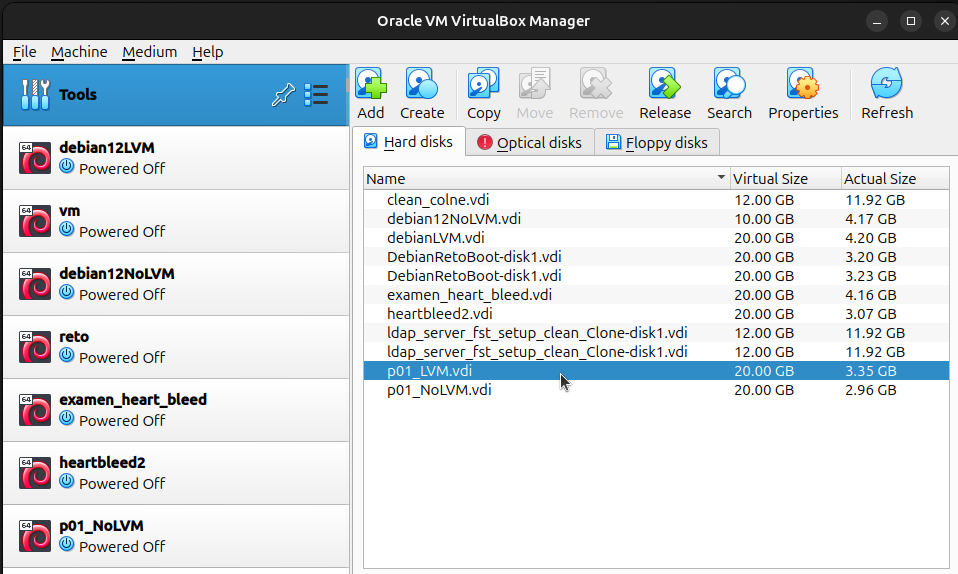 Oracle VM VirtualBox Manager
File Machine Medium Help
Tools
64
debian12LVM
Powered Off
64
vm
Powered Off
64
debian12NoLVM
Powered Off
64
reto
Powered Off
64
examen_heart_bleed
Powered Off
64
heartbleed2
Powered Off
64
p01_NoLVM
Powered Off
Add Create Copy Move Remove Release Search Properties Refresh
Hard disks Optical disks Floppy disks
Name Virtual Size Actual Size
clean_colne.vdi 12.00 GB 11.92 GB
debian12NoLVM.vdi 10.00 GB 4.17 GB
debianLVM.vdi 20.00 GB 4.20 GB
DebianRetoBoot-disk1.vdi 20.00 GB 3.20 GB
DebianRetoBoot-disk1.vdi 20.00 GB 3.23 GB
examen_heart_bleed.vdi 20.00 GB 4.16 GB
heartbleed2.vdi 20.00 GB 3.07 GB
ldap_server_fst_setup_clean_Clone-disk1.vdi 12.00 GB 11.92 GB
ldap_server_fst_setup_clean_Clone-disk1.vdi 12.00 GB 11.92 GB
p01_LVM.vdi 20.00 GB 3.35 GB
p01_NoLVM.vdi 20.00 GB 2.96 GB